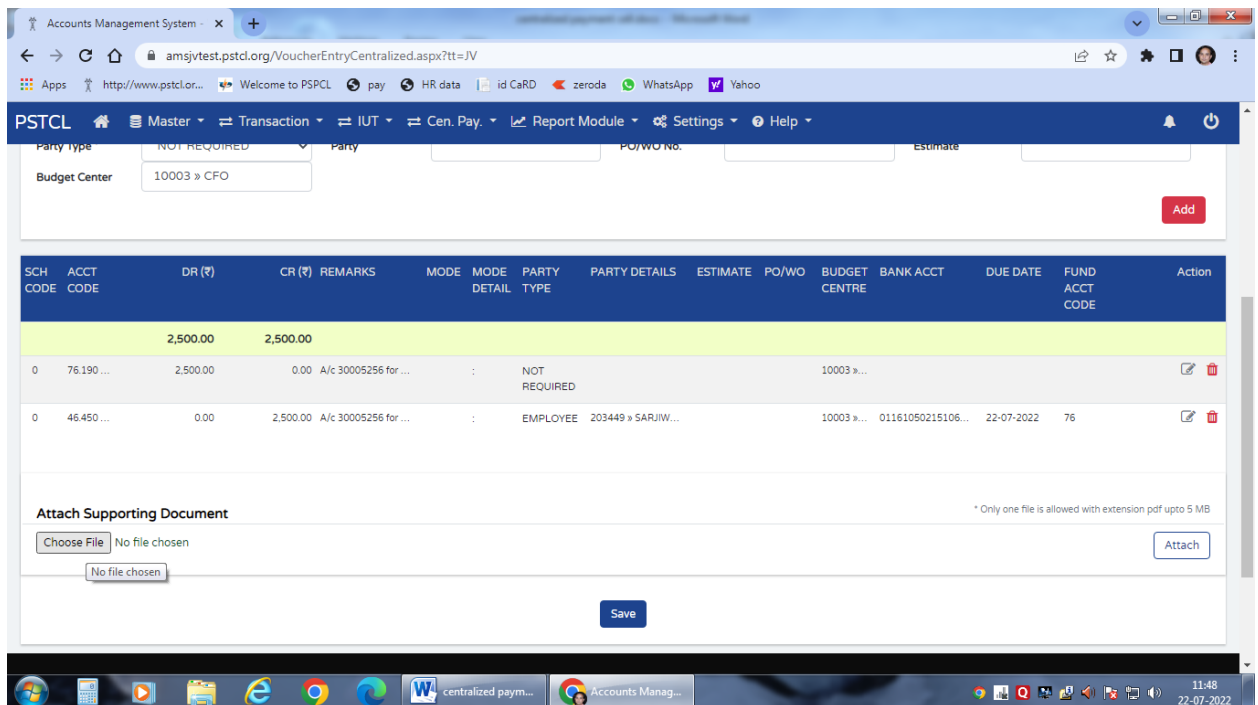 Accounts Management System -
amsjvtest.pstcl.org/VoucherEntryCentralized.aspx?tt=JV
Apps http://www.pstcl.or... Welcome to PSPCL pay HR data id CaRD zeroda WhatsApp Yahoo
PSTCL Master Transaction IUT Cen. Pay. Report Module Settings Help
Party Type NOT REQUIRED Party PO/WO No. Estimate
Budget Center 10003 » CFO
Add
SCH CODE ACCT CODE DR (₹) CR (₹) REMARKS MODE MODE DETAIL PARTY TYPE PARTY DETAILS ESTIMATE PO/WO BUDGET CENTRE BANK ACCT DUE DATE FUND ACCT CODE Action
2,500.00 2,500.00
0 76.190 ... 2,500.00 0.00 A/c 30005256 for ... : NOT REQUIRED 10003 »...
0 46.450 ... 0.00 2,500.00 A/c 30005256 for ... : EMPLOYEE 203449 » SARJIW... 10003 »... 01161050215106... 22-07-2022 76
Attach Supporting Document
* Only one file is allowed with extension pdf upto 5 MB
Choose File No file chosen
Attach
No file chosen
Save
centralized paym... Accounts Manag...
11:48
22-07-2022